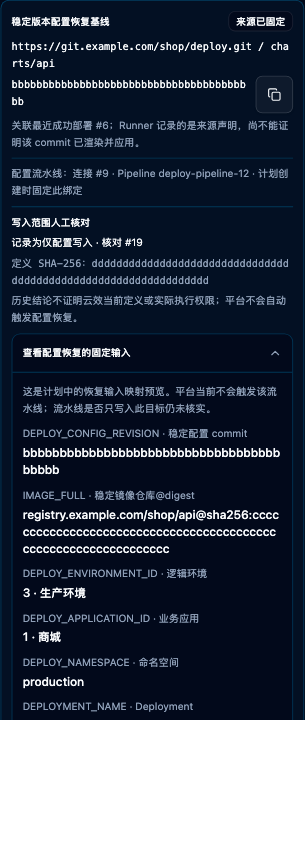 稳定版本配置恢复基线
来源已固定
https://git.example.com/shop/deploy.git / cha
rts/api
bbbbbbbbbbbbbbbbbbbbbbbbbbbbbbbbbbbbbb
bb
关联最近成功部署 #6；Runner 记录的是来源声明，尚不能证
明该 commit 已渲染并应用。
配置流水线：连接 #9 · Pipeline deploy-pipeline-12 · 计划创
建时固定此绑定
写入范围人工核对
记录为仅配置写入 · 核对 #19
定义 SHA-256：dddddddddddddddddddddddddddddddd
dddddddddddddddddddddddddddddddd
历史结论不证明云效当前定义或实际执行权限；平台不会自动
触发配置恢复。
查看配置恢复的固定输入
这是计划中的恢复输入映射预览。平台当前不会触发该流
水线；流水线是否只写入此目标仍未核实。
DEPLOY_CONFIG_REVISION · 稳定配置 commit
bbbbbbbbbbbbbbbbbbbbbbbbbbbbbbbbbbb
bbbbb
IMAGE_FULL · 稳定镜像仓库@digest
registry.example.com/shop/api@sha256:cccc
cccccccccccccccccccccccccccccccccccccc
cccccccccccccccccccccc
DEPLOY_ENVIRONMENT_ID · 逻辑环境
3 · 生产环境
DEPLOY_APPLICATION_ID · 业务应用
1 · 商城
DEPLOY_NAMESPACE · 命名空间
production
DEPLOYMENT_NAME · Deployment